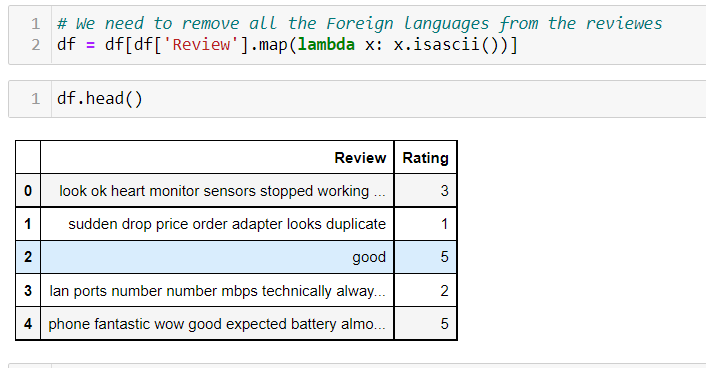 1 # We need to remove all the Foreign languages from the reviewes
2 df = df[df['Review'].map(lambda x: x.isascii())]
1 df.head()
Review Rating
0 look ok heart monitor sensors stopped working ... 3
1 sudden drop price order adapter looks duplicate 1
2 good 5
3 lan ports number number mbps technically alway... 2
4 phone fantastic wow good expected battery almo... 5